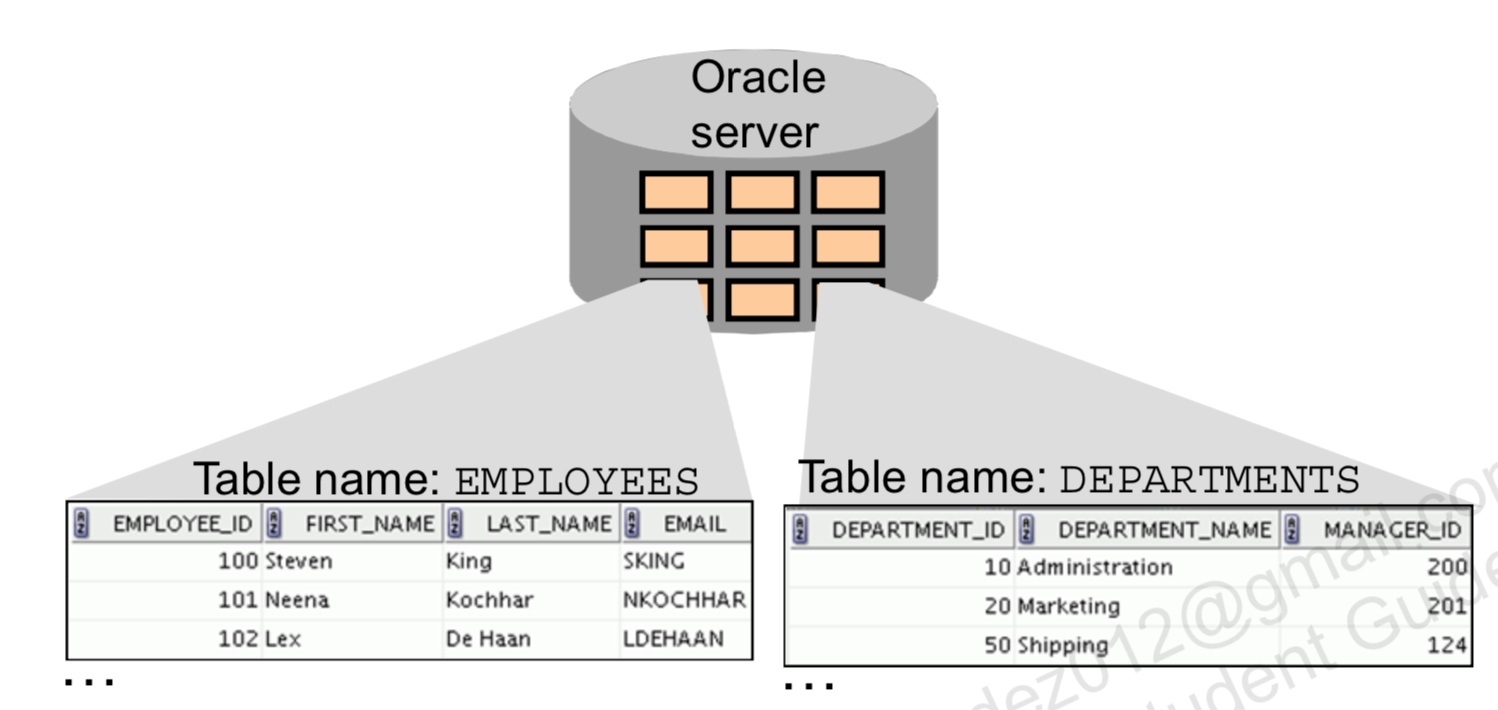 Oracle
server
Table name: EMPLOYEES
EMPLOYEE_ID FIRST_NAME LAST_NAME EMAIL
100 Steven King SKING
101 Neena Kochhar NKOCHHAR
102 Lex De Haan LDEHAAN
...
Table name: DEPARTMENTS
DEPARTMENT_ID DEPARTMENT_NAME MANAGER_ID
10 Administration 200
20 Marketing 201
50 Shipping 124
...